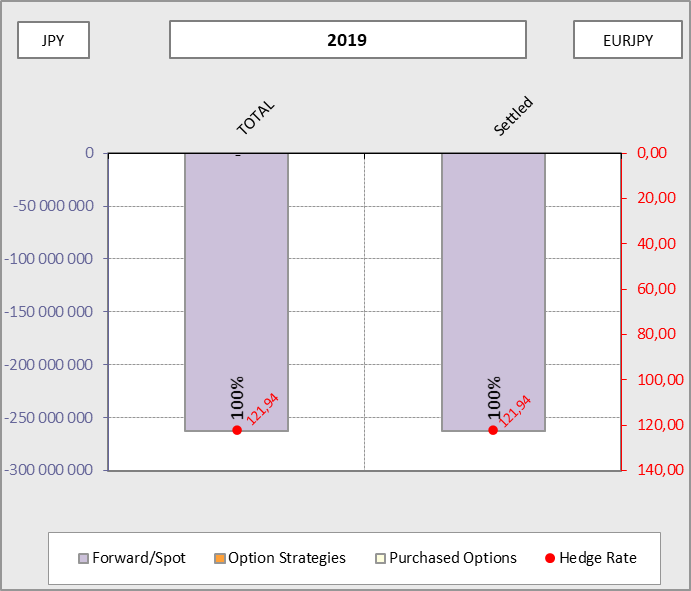 JPY
2019
EURJPY
TOTAL
Settled
0
-50 000 000
-100 000 000
-150 000 000
-200 000 000
-250 000 000
-300 000 000
-
100%
121,94
100%
121,94
0,00
20,00
40,00
60,00
80,00
100,00
120,00
140,00
Forward/Spot Option Strategies Purchased Options Hedge Rate